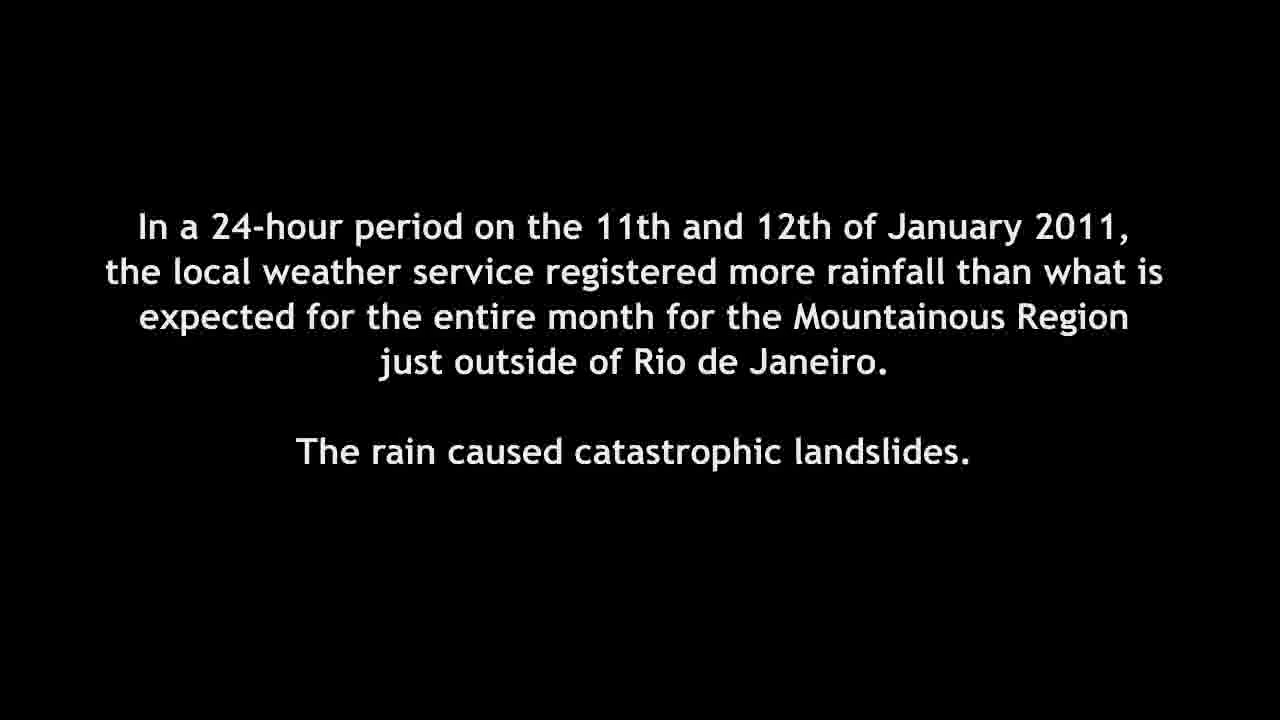 In a 24-hour period on the 11th and 12th of January 2011,
the local weather service registered more rainfall than what is
expected for the entire month for the Mountainous Region
just outside of Rio de Janeiro.
The rain caused catastrophic landslides.